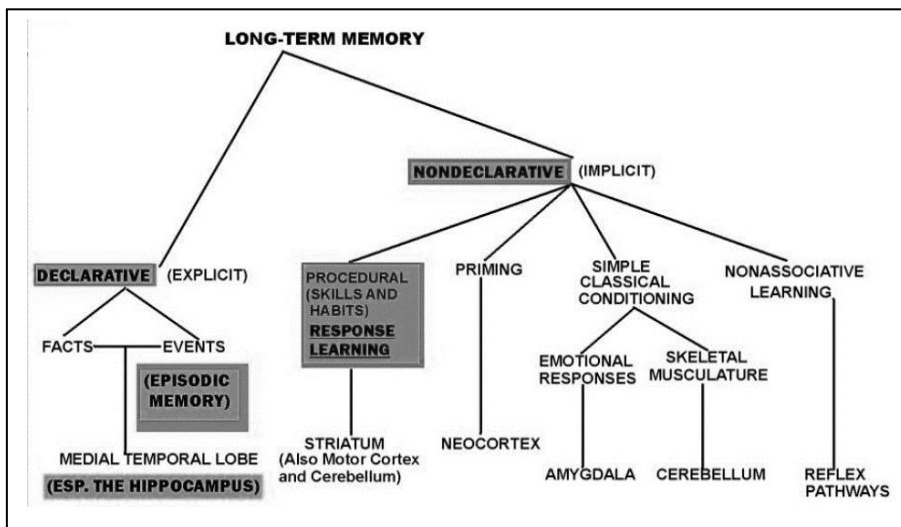 LONG-TERM MEMORY
NONDECLARATIVE (IMPLICIT)
DECLARATIVE (EXPLICIT)
FACTS EVENTS
(EPISODIC
MEMORY)
MEDIAL TEMPORAL LOBE
(ESP. THE HIPPOCAMPUS)
PROCEDURAL
(SKILLS AND
HABITS)
RESPONSE
LEARNING
STRIATUM
(Also Motor Cortex
and Cerebellum)
PRIMING
NEOCORTEX
SIMPLE
CLASSICAL
CONDITIONING
EMOTIONAL
RESPONSES
AMYGDALA
SKELETAL
MUSCULATURE
CEREBELLUM
NONASSOCIATIVE
LEARNING
REFLEX
PATHWAYS